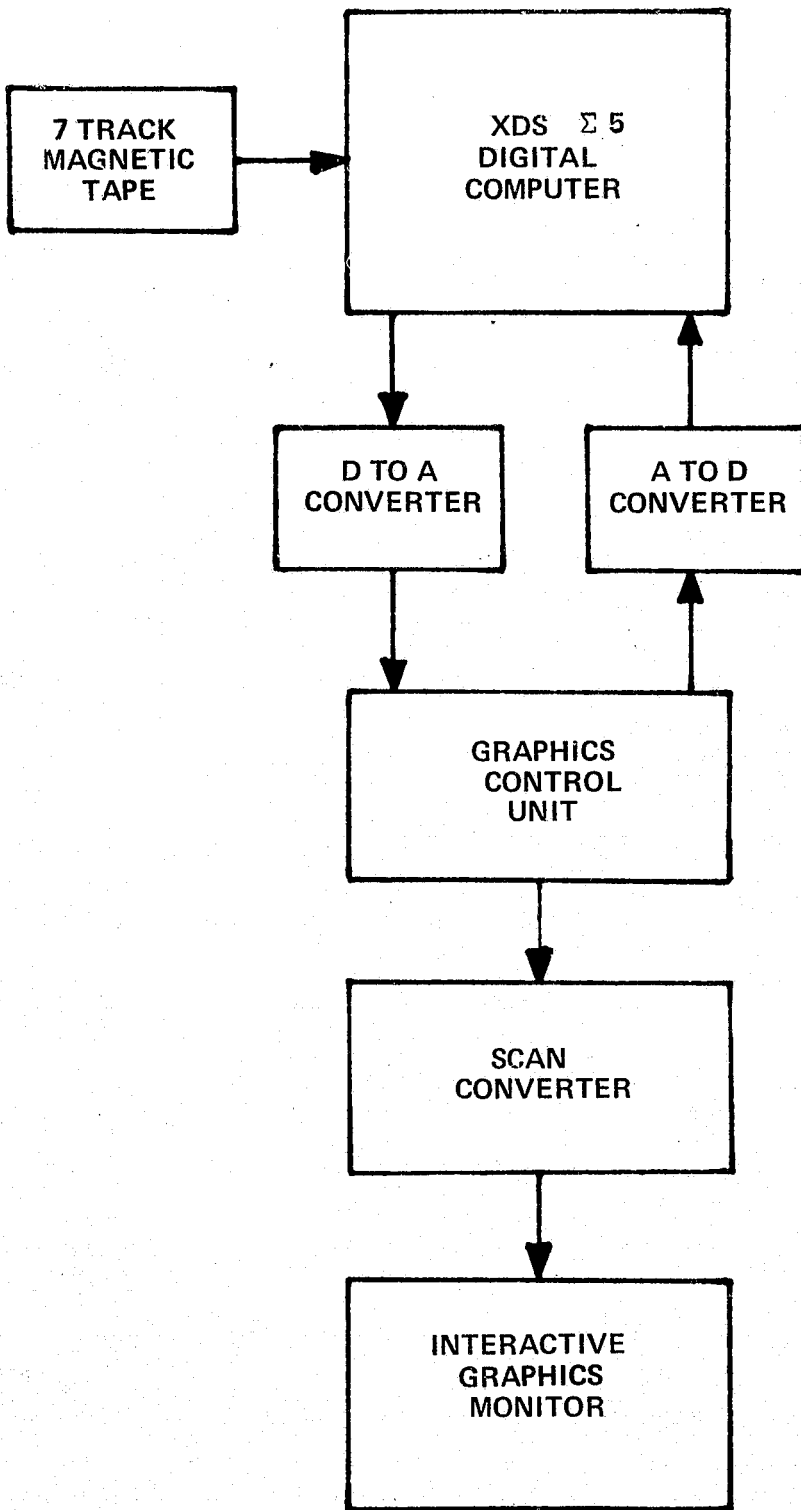 7 TRACK
MAGNETIC
TAPE
XDS Σ 5
DIGITAL
COMPUTER
D TO A
CONVERTER
A TO D
CONVERTER
GRAPHICS
CONTROL
UNIT
SCAN
CONVERTER
INTERACTIVE
GRAPHICS
MONITOR